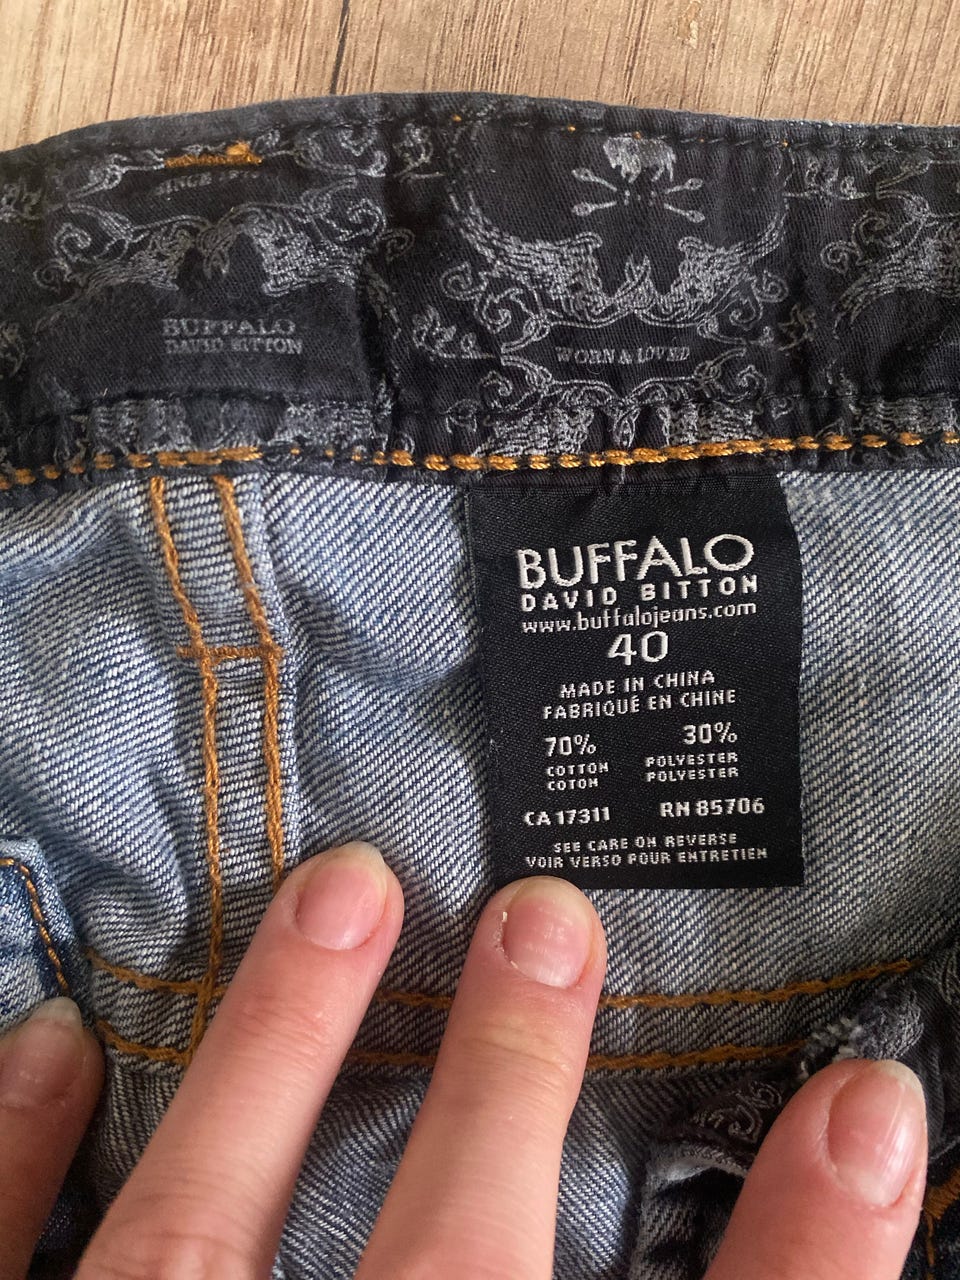 SINCE
BUFFALO
DAVID BITTON
WORN & LOVED
BUFFALO
DAVID BITTON
www.buffalojeans.com
40
MADE IN CHINA
FABRIQUÉ EN CHINE
70% 30%
COTTON POLYESTER
COTON POLYESTER
CA 17311 RN 85706
SEE CARE ON REVERSE
VOIR VERSO POUR ENTRETIEN